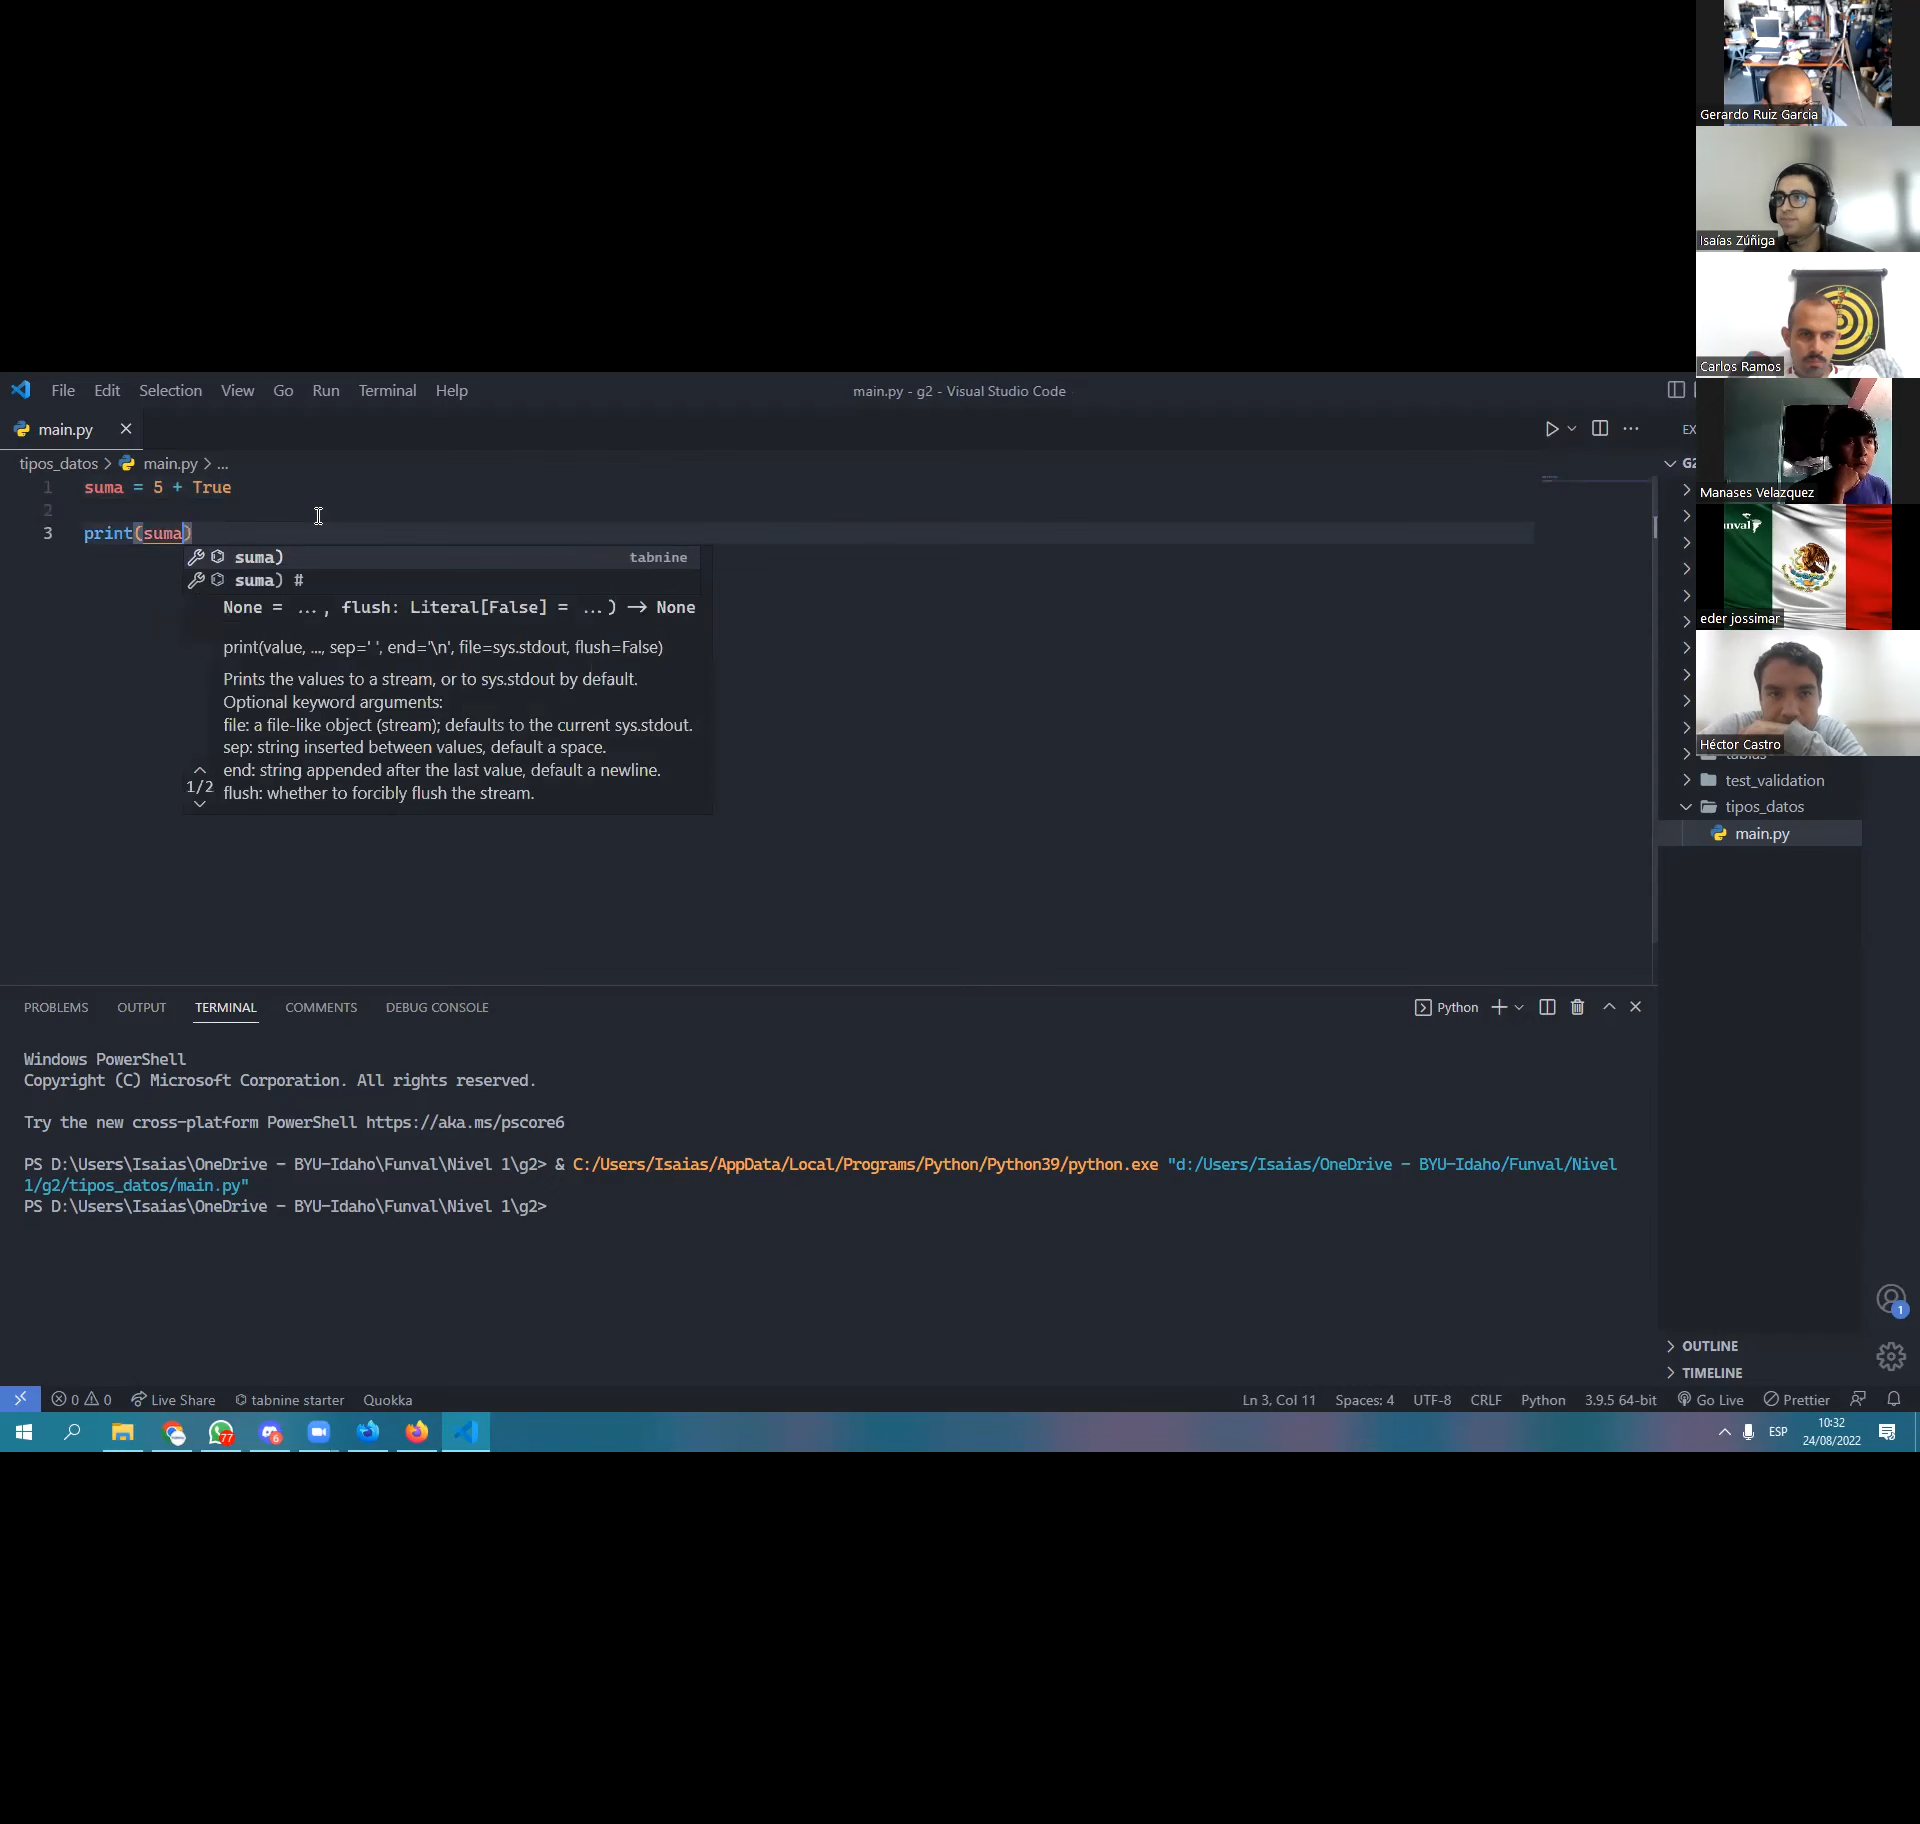 Gerardo Ruiz Garcia
Isaías Zúñiga
Carlos Ramos
Manases Velazquez
eder jossimar
Héctor Castro
File Edit Selection View Go Run Terminal Help
main.py - g2 - Visual Studio Code
main.py
tipos_datos > main.py > ...
1 suma = 5 + True
2
3 print(suma)
suma) tabnine
suma) #
None = ..., flush: Literal[False] = ...) → None
print(value, ..., sep=' ', end='\n', file=sys.stdout, flush=False)
Prints the values to a stream, or to sys.stdout by default.
Optional keyword arguments:
file: a file-like object (stream); defaults to the current sys.stdout.
sep: string inserted between values, default a space.
end: string appended after the last value, default a newline.
1/2
flush: whether to forcibly flush the stream.
EX
G2
test_validation
tipos_datos
main.py
PROBLEMS OUTPUT TERMINAL COMMENTS DEBUG CONSOLE
Python
Windows PowerShell
Copyright (C) Microsoft Corporation. All rights reserved.
Try the new cross-platform PowerShell https://aka.ms/pscore6
PS D:\Users\Isaias\OneDrive - BYU-Idaho\Funval\Nivel 1\g2> & C:/Users/Isaias/AppData/Local/Programs/Python/Python39/python.exe "d:/Users/Isaias/OneDrive - BYU-Idaho/Funval/Nivel
1/g2/tipos_datos/main.py"
PS D:\Users\Isaias\OneDrive - BYU-Idaho\Funval\Nivel 1\g2>
1
OUTLINE
TIMELINE
0 0 Live Share tabnine starter Quokka
Ln 3, Col 11 Spaces: 4 UTF-8 CRLF Python 3.9.5 64-bit Go Live Prettier
77
6
ESP
10:32
24/08/2022